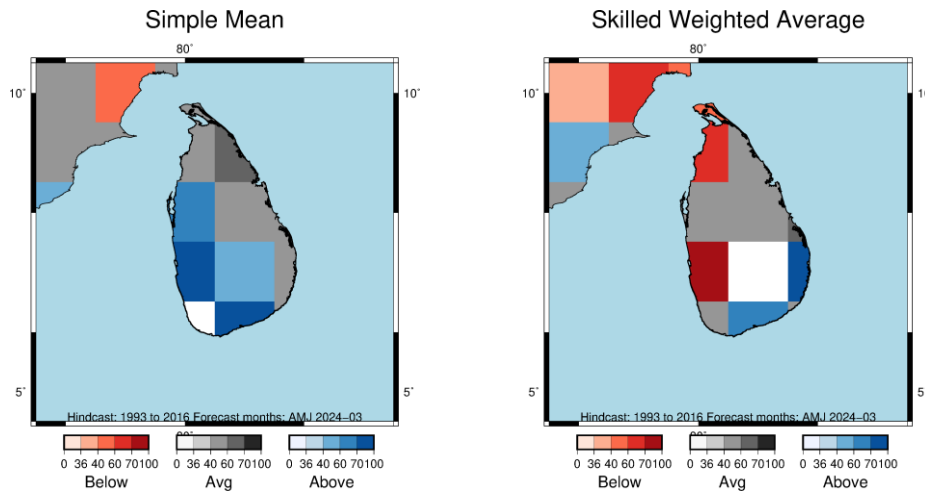 Simple Mean
80˚
10˚ 10˚
5˚ 5˚
Hindcast: 1993 to 2016 Forecast months: AMJ 2024−03
0 36 40 60 70 100 0 36 40 60 70 100 0 36 40 60 70 100
Below Avg Above
Skilled Weighted Average
80˚
10˚
5˚ 5
Hindcast: 1993 to 2016 Forecast months: AMJ 2024−03
0 36 40 60 70 100 0 36 40 60 70 100 0 36 40 60 70 100
Below Avg Above